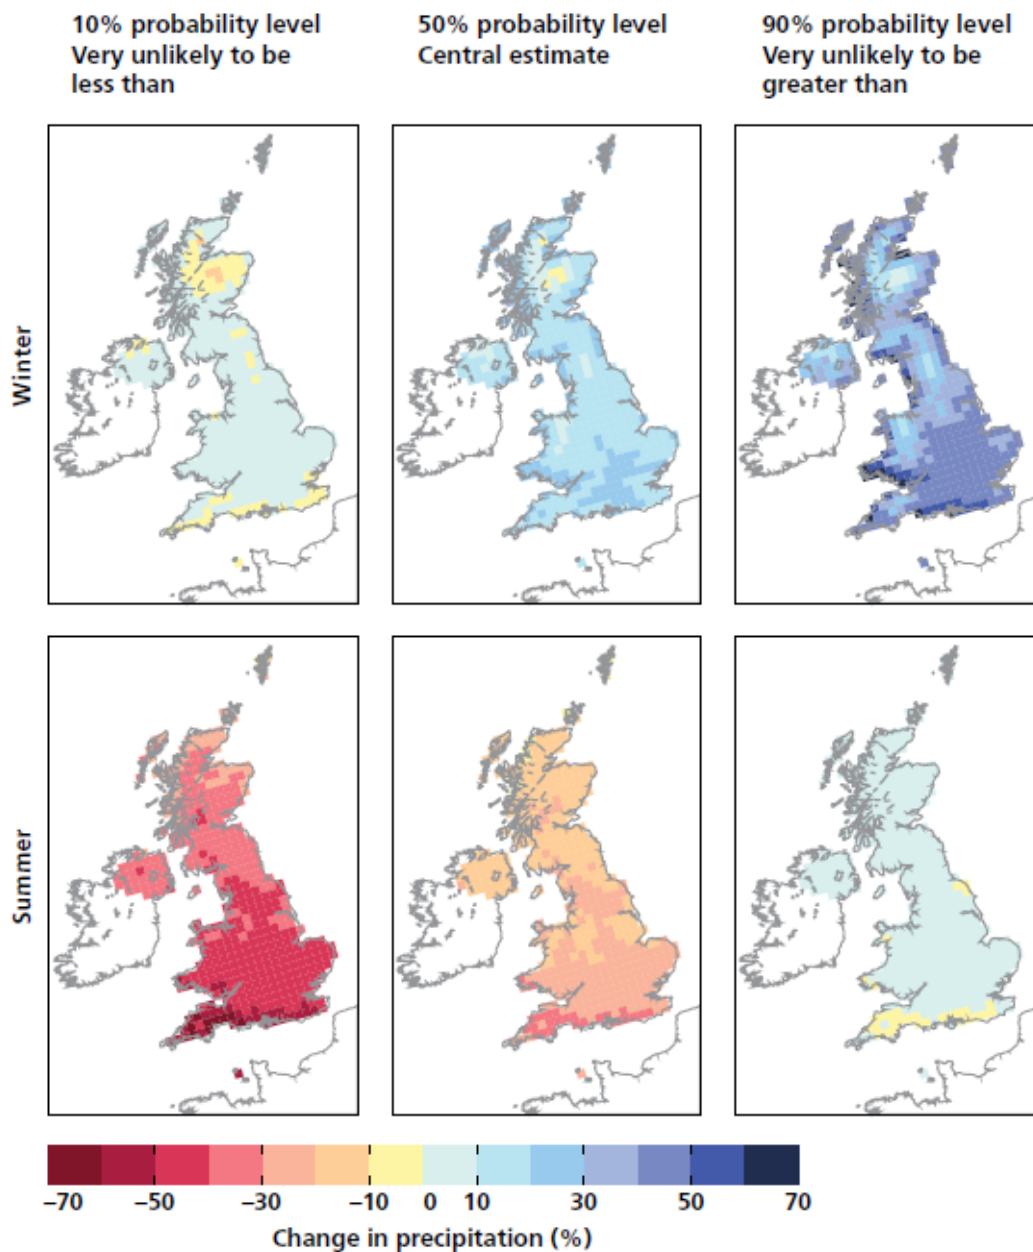 10% probability level
Very unlikely to be
less than
50% probability level
Central estimate
90% probability level
Very unlikely to be
greater than
Winter
Summer
−70 −50 −30 −10 0 10 30 50 70
Change in precipitation (%)